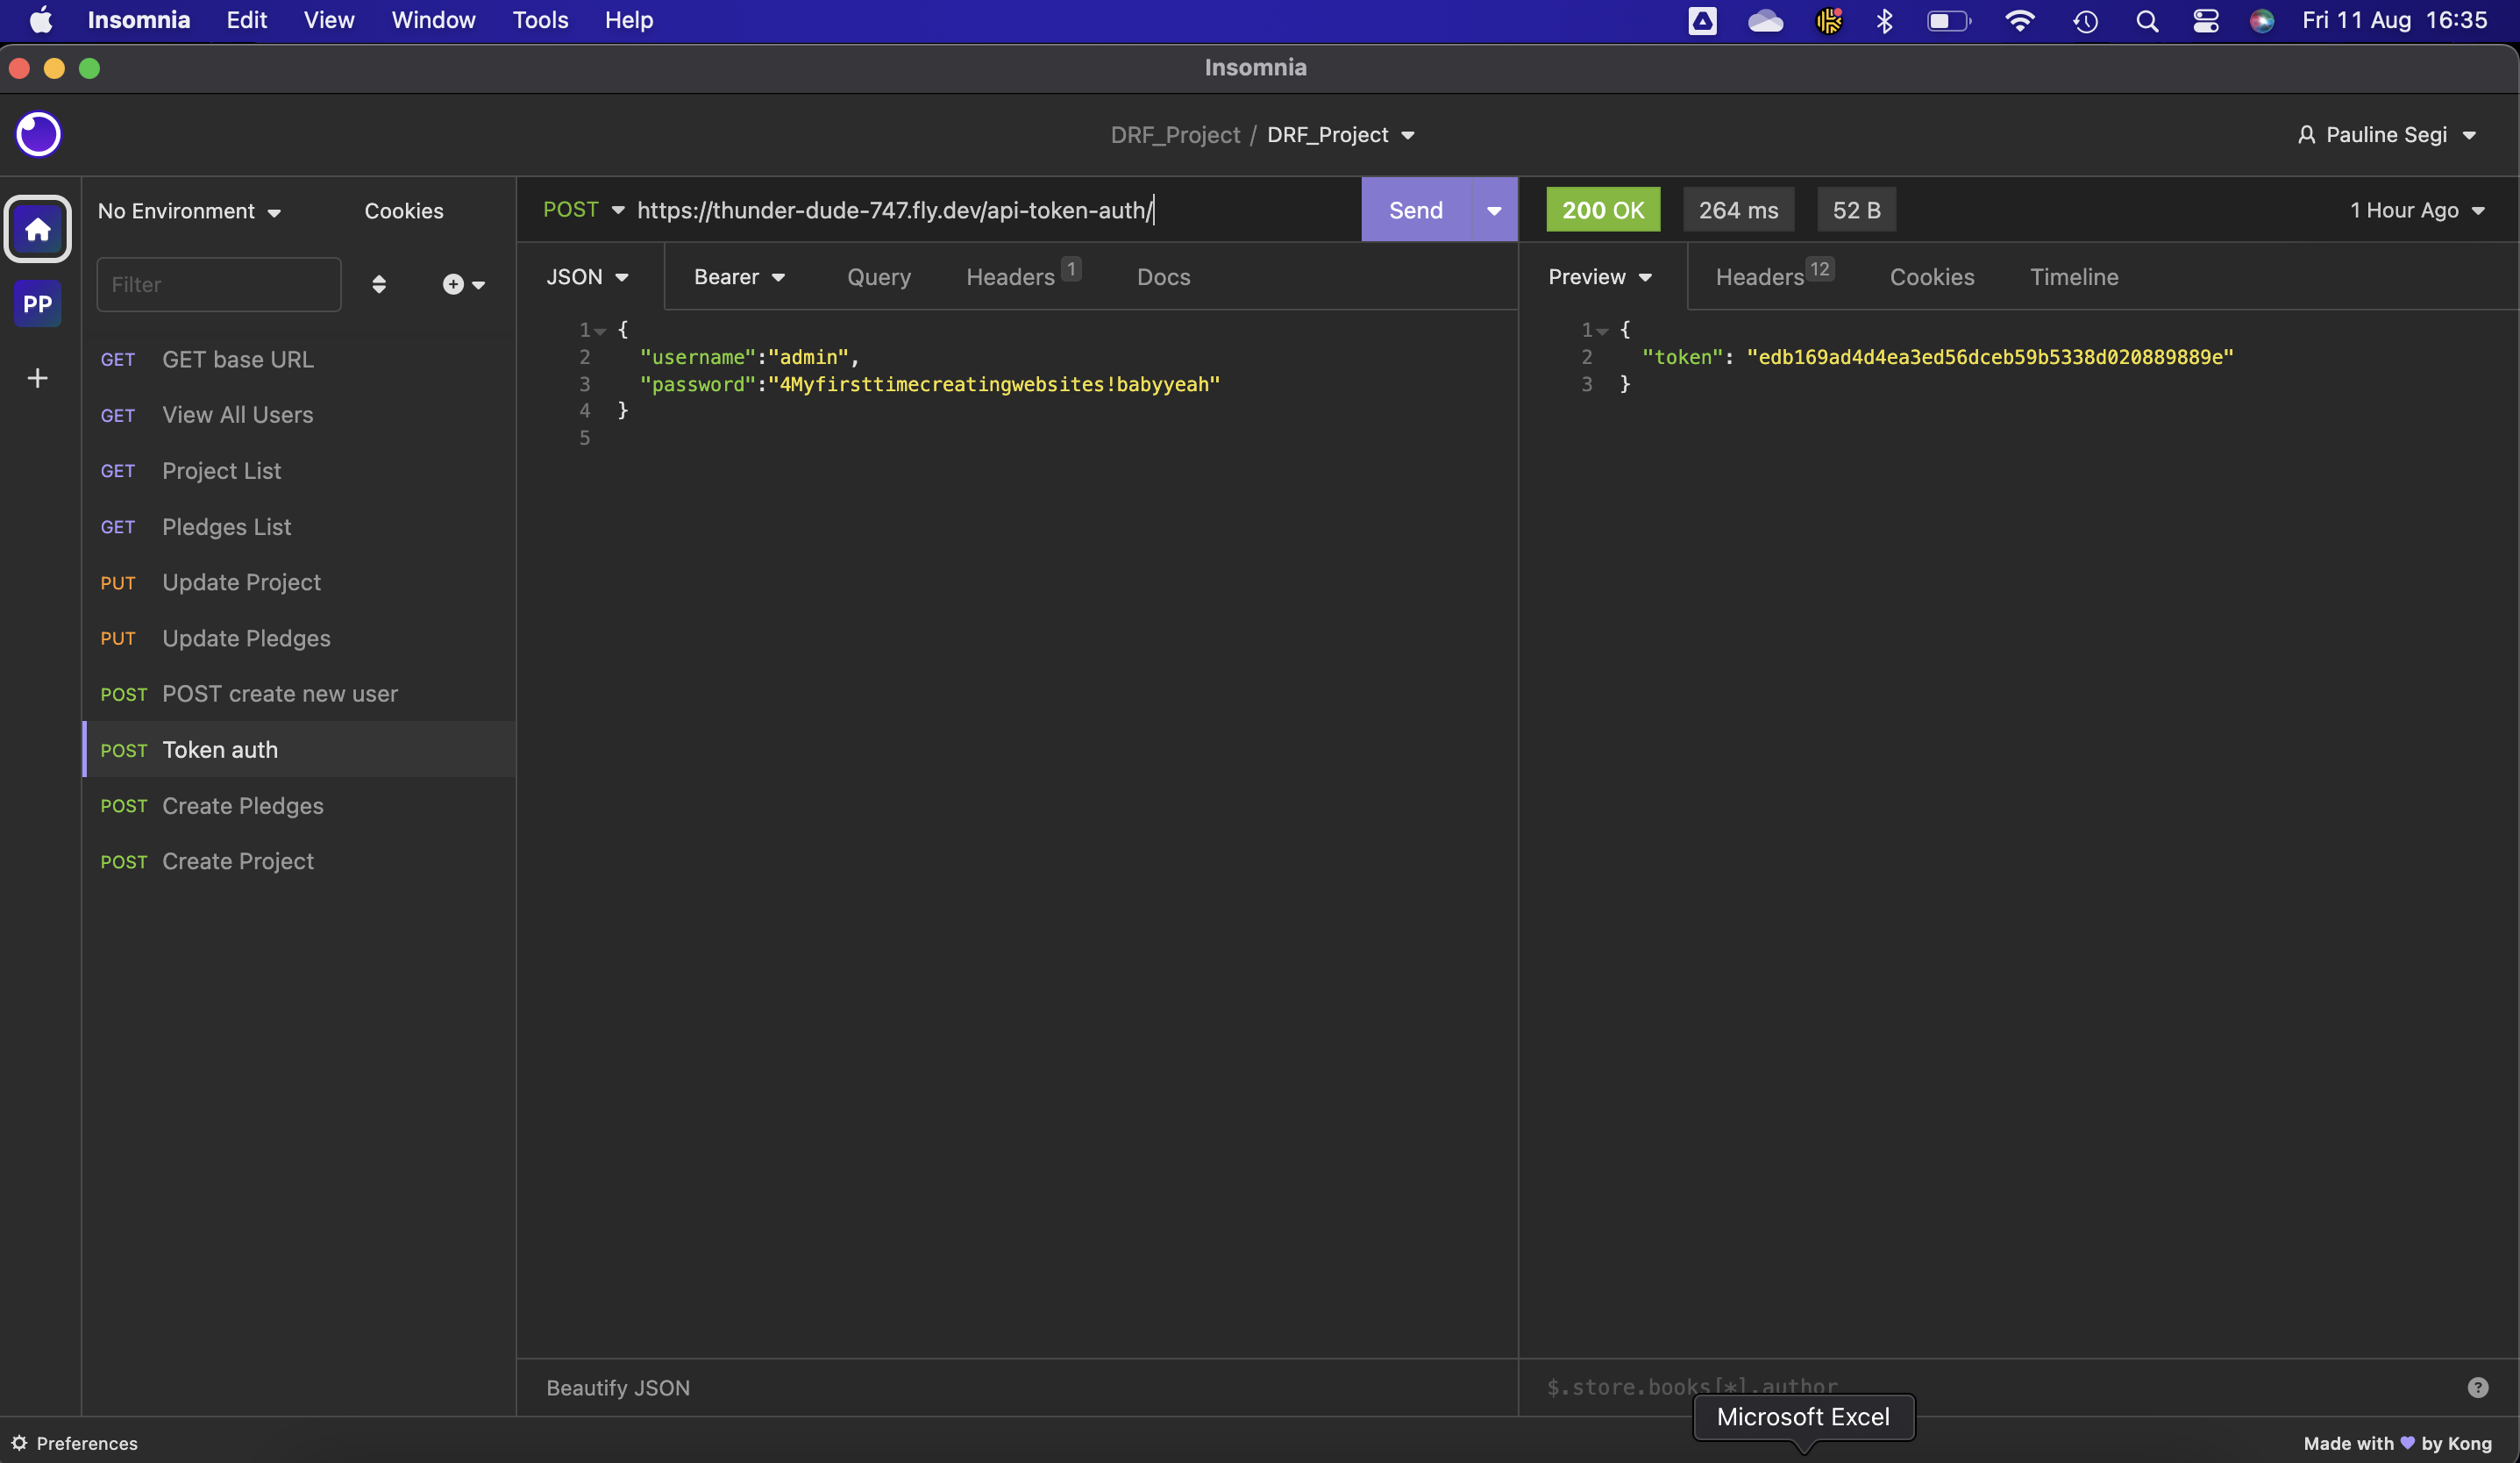 Insomnia Edit View Window Tools Help Fri 11 Aug 16:35
Insomnia
DRF_Project / DRF_Project Pauline Segi
No Environment Cookies
POST https://thunder-dude-747.fly.dev/api-token-auth/ Send 200 OK 264 ms 52 B 1 Hour Ago
Filter
JSON Bearer Query Headers 1 Docs
Preview Headers 12 Cookies Timeline
PP
GET GET base URL
GET View All Users
GET Project List
GET Pledges List
PUT Update Project
PUT Update Pledges
POST POST create new user
POST Token auth
POST Create Pledges
POST Create Project
1 {
2 "username":"admin",
3 "password":"4Myfirsttimecreatingwebsites!babyyeah"
4 }
5
1 {
2 "token": "edb169ad4d4ea3ed56dceb59b5338d020889889e"
3 }
Beautify JSON
$.store.books[*].author
Microsoft Excel
Preferences
Made with by Kong